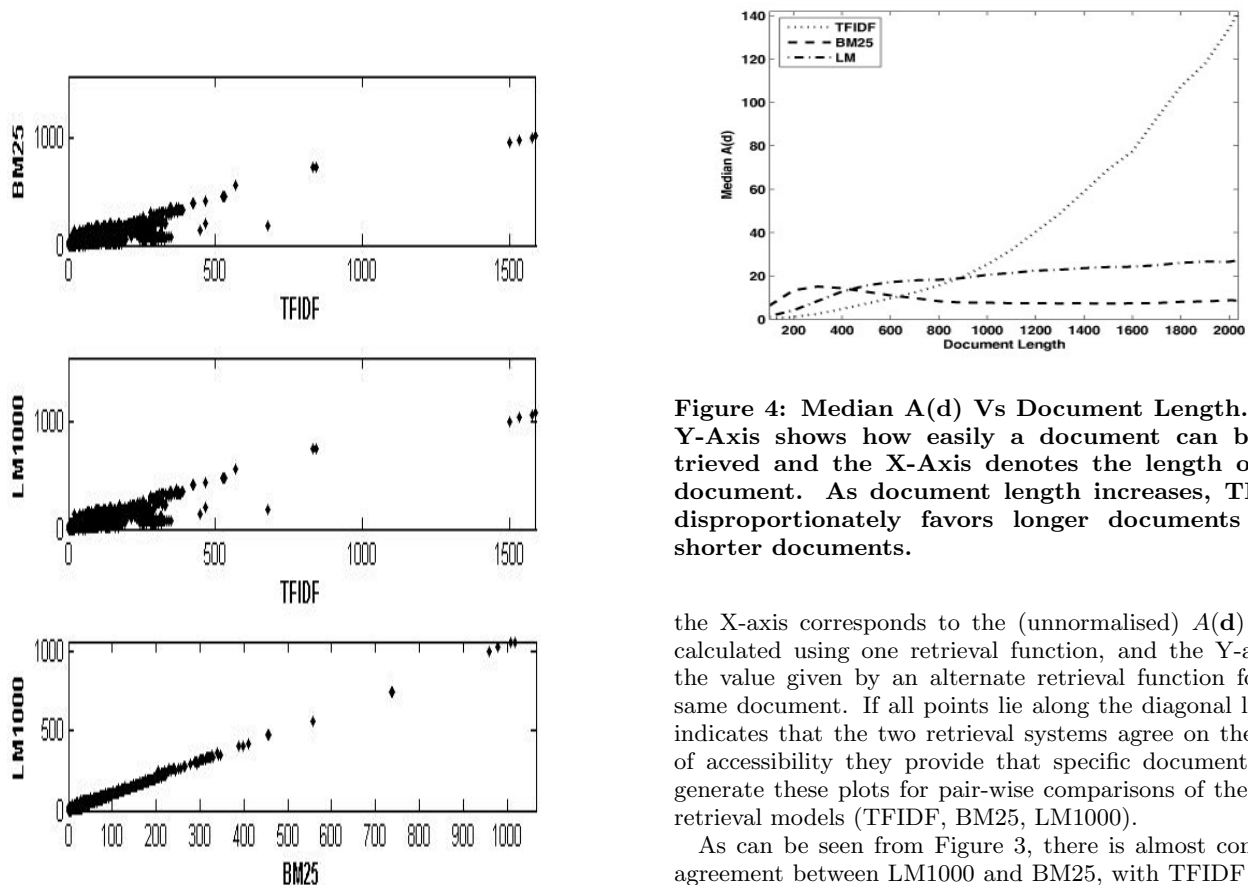 BM25
1000
0
0 500 1000 1500
TFIDF
LM1000
1000
0
0 500 1000 1500
TFIDF
LM1000
1000
500
0
0 100 200 300 400 500 600 700 800 900 1000
BM25
140
120
100
80
60
40
20
0
Median A(d)
TFIDF
BM25
LM
200 400 600 800 1000 1200 1400 1600 1800 2000
Document Length
Figure 4: Median A(d) Vs Document Length.
Y-Axis shows how easily a document can b
trieved and the X-Axis denotes the length o
document. As document length increases, TI
disproportionately favors longer documents
shorter documents.
the X-axis corresponds to the (unnormalised) A(d)
calculated using one retrieval function, and the Y-a
the value given by an alternate retrieval function fo
same document. If all points lie along the diagonal l
indicates that the two retrieval systems agree on the
of accessibility they provide that specific document
generate these plots for pair-wise comparisons of the
retrieval models (TFIDF, BM25, LM1000).
As can be seen from Figure 3, there is almost con
agreement between LM1000 and BM25, with TFIDF